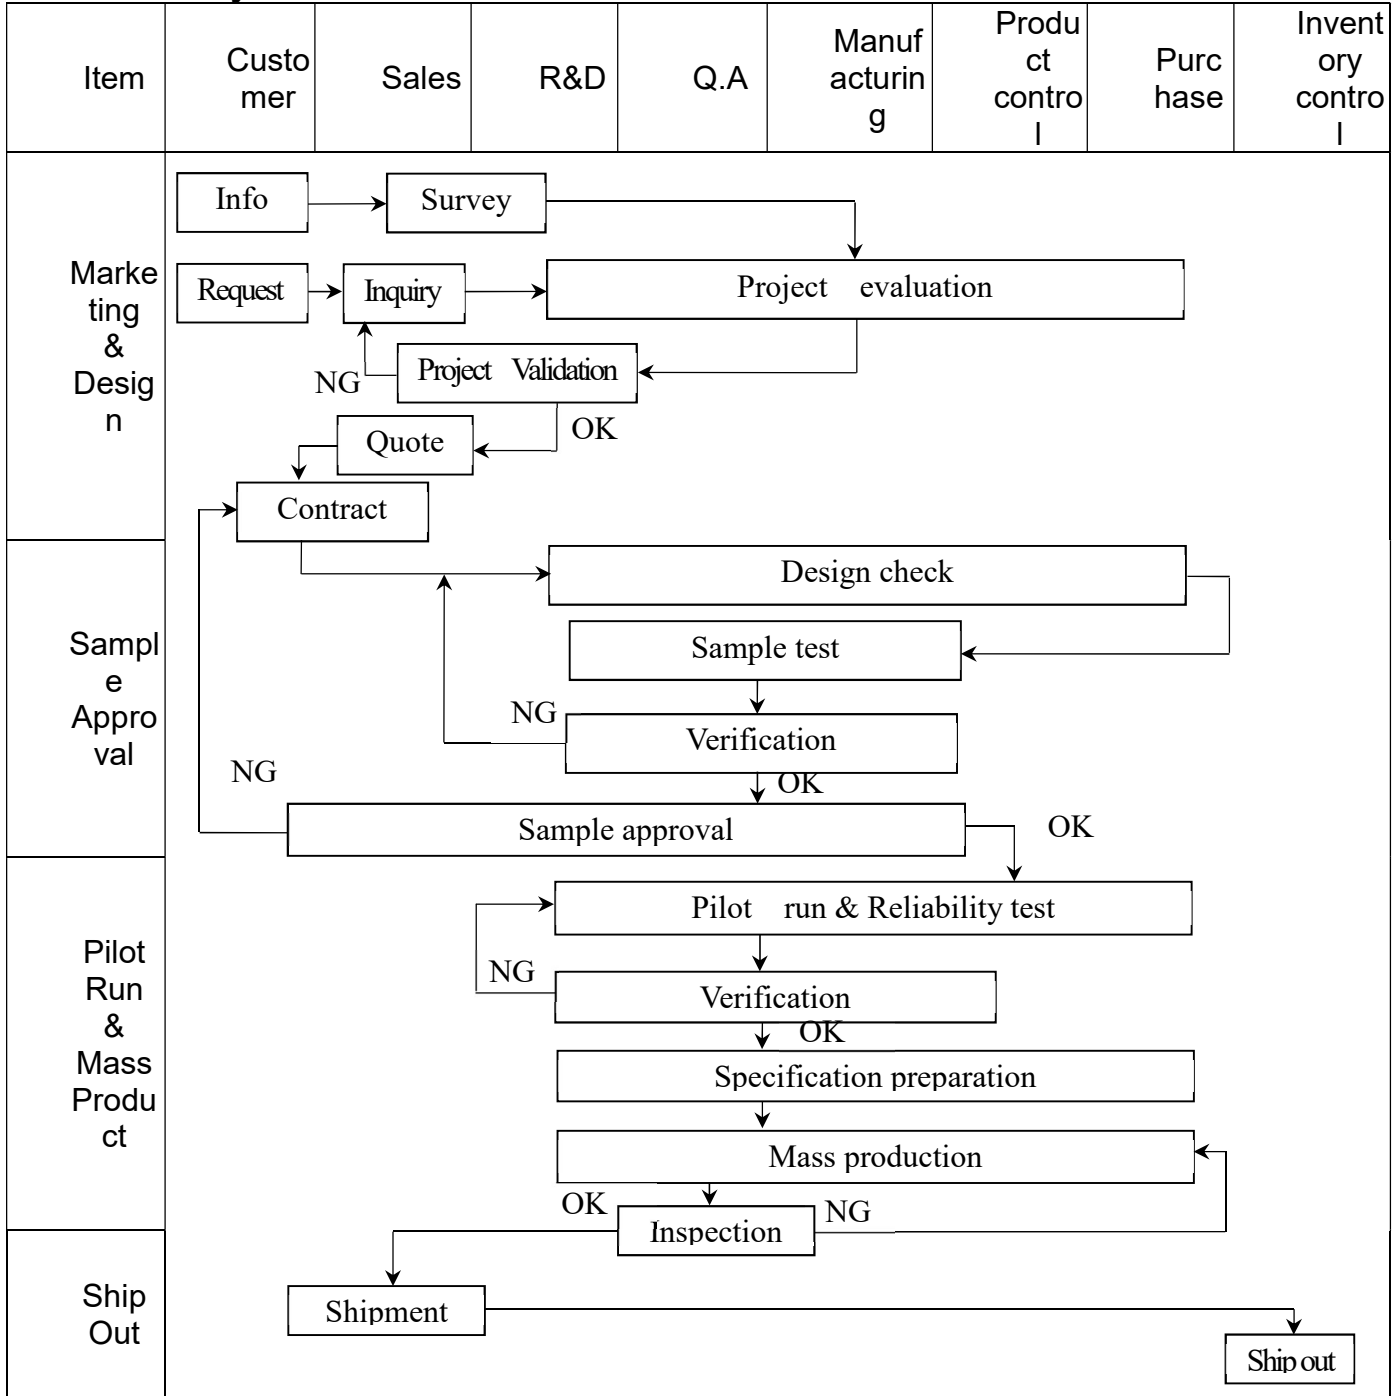 Item
Custo
mer
Sales
R&D
Q.A
Manuf
acturin
g
Produ
ct
contro
l
Purc
hase
Invent
ory
contro
l
Marke
ting
&
Desig
n
Info
Survey
Request
Inquiry
Project evaluation
NG
Project Validation
OK
Quote
Contract
Sampl
e
Appro
val
Design check
Sample test
NG
Verification
NG
OK
Sample approval
OK
Pilot
Run
&
Mass
Produ
ct
Pilot run & Reliability test
NG
Verification
OK
Specification preparation
Mass production
OK
Inspection
NG
Ship
Out
Shipment
Ship out